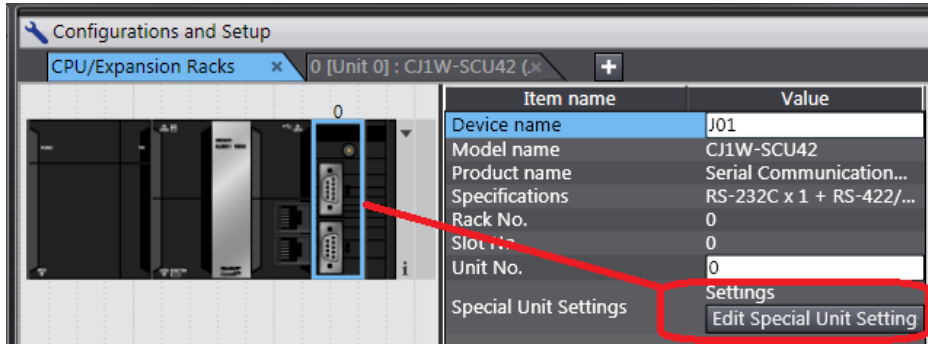 Configurations and Setup
CPU/Expansion Racks × 0 [Unit 0] : CJ1W-SCU42 (.× +
0
Item name Value
Device name J01
Model name CJ1W-SCU42
Product name Serial Communication...
Specifications RS-232C x 1 + RS-422/...
Rack No. 0
Slot No. 0
Unit No. 0
Special Unit Settings Settings
Edit Special Unit Setting
i